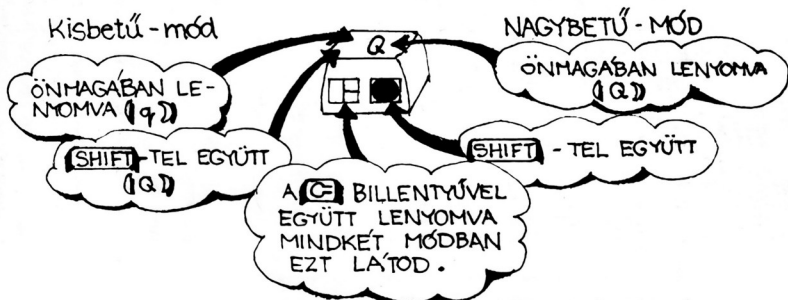 Kisbetű-mód
NAGYBETŰ-MÓD
Q
ÖNMAGÁBAN LE-
NYOMVA (q)
SHIFT-TEL EGYÜTT
(Q)
A C= BILLENTYŰVEL
EGYÜTT LENYOMVA
MINDKÉT MÓDBAN
EZT LÁTOD.
ÖNMAGÁBAN LENYOMVA
(Q)
SHIFT - TEL EGYÜTT